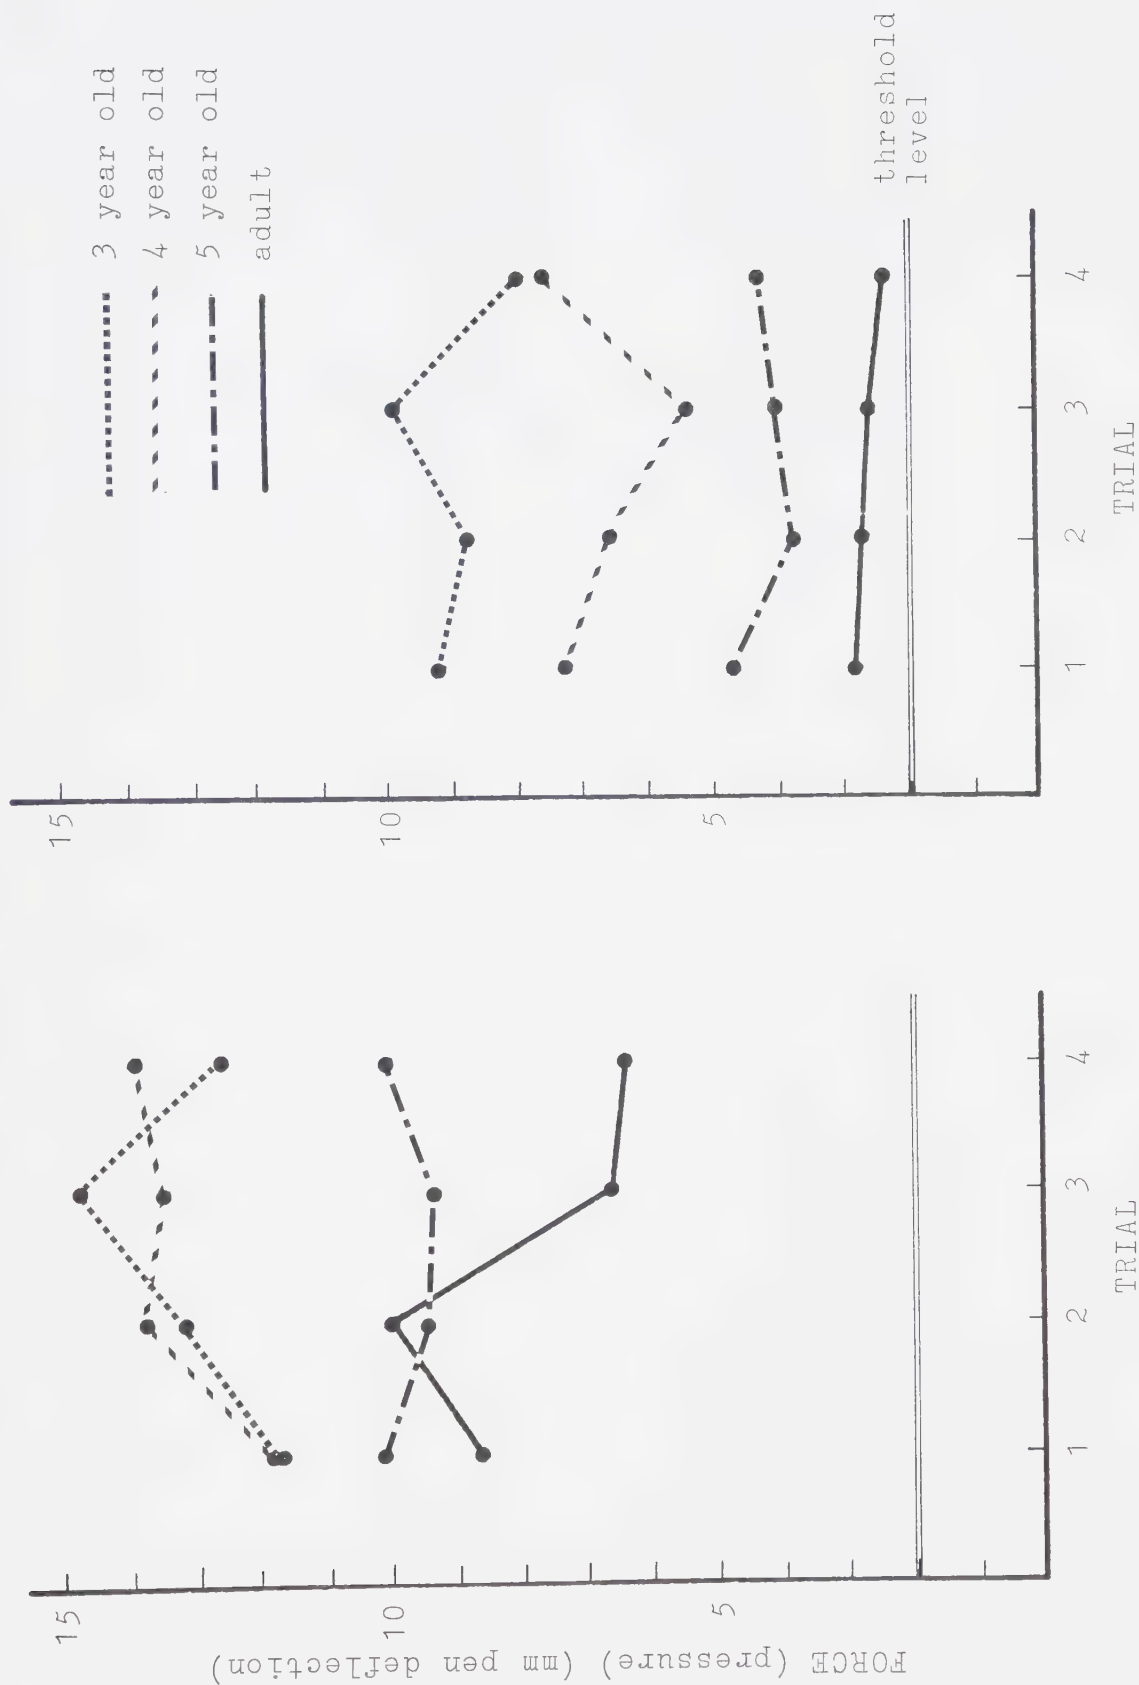 FORCE (pressure) (mm pen deflection)
15
10
5
1
2
3
4
TRIAL
15
10
5
1
2
3
4
TRIAL
3 year old
4 year old
5 year old
adult
threshold
level